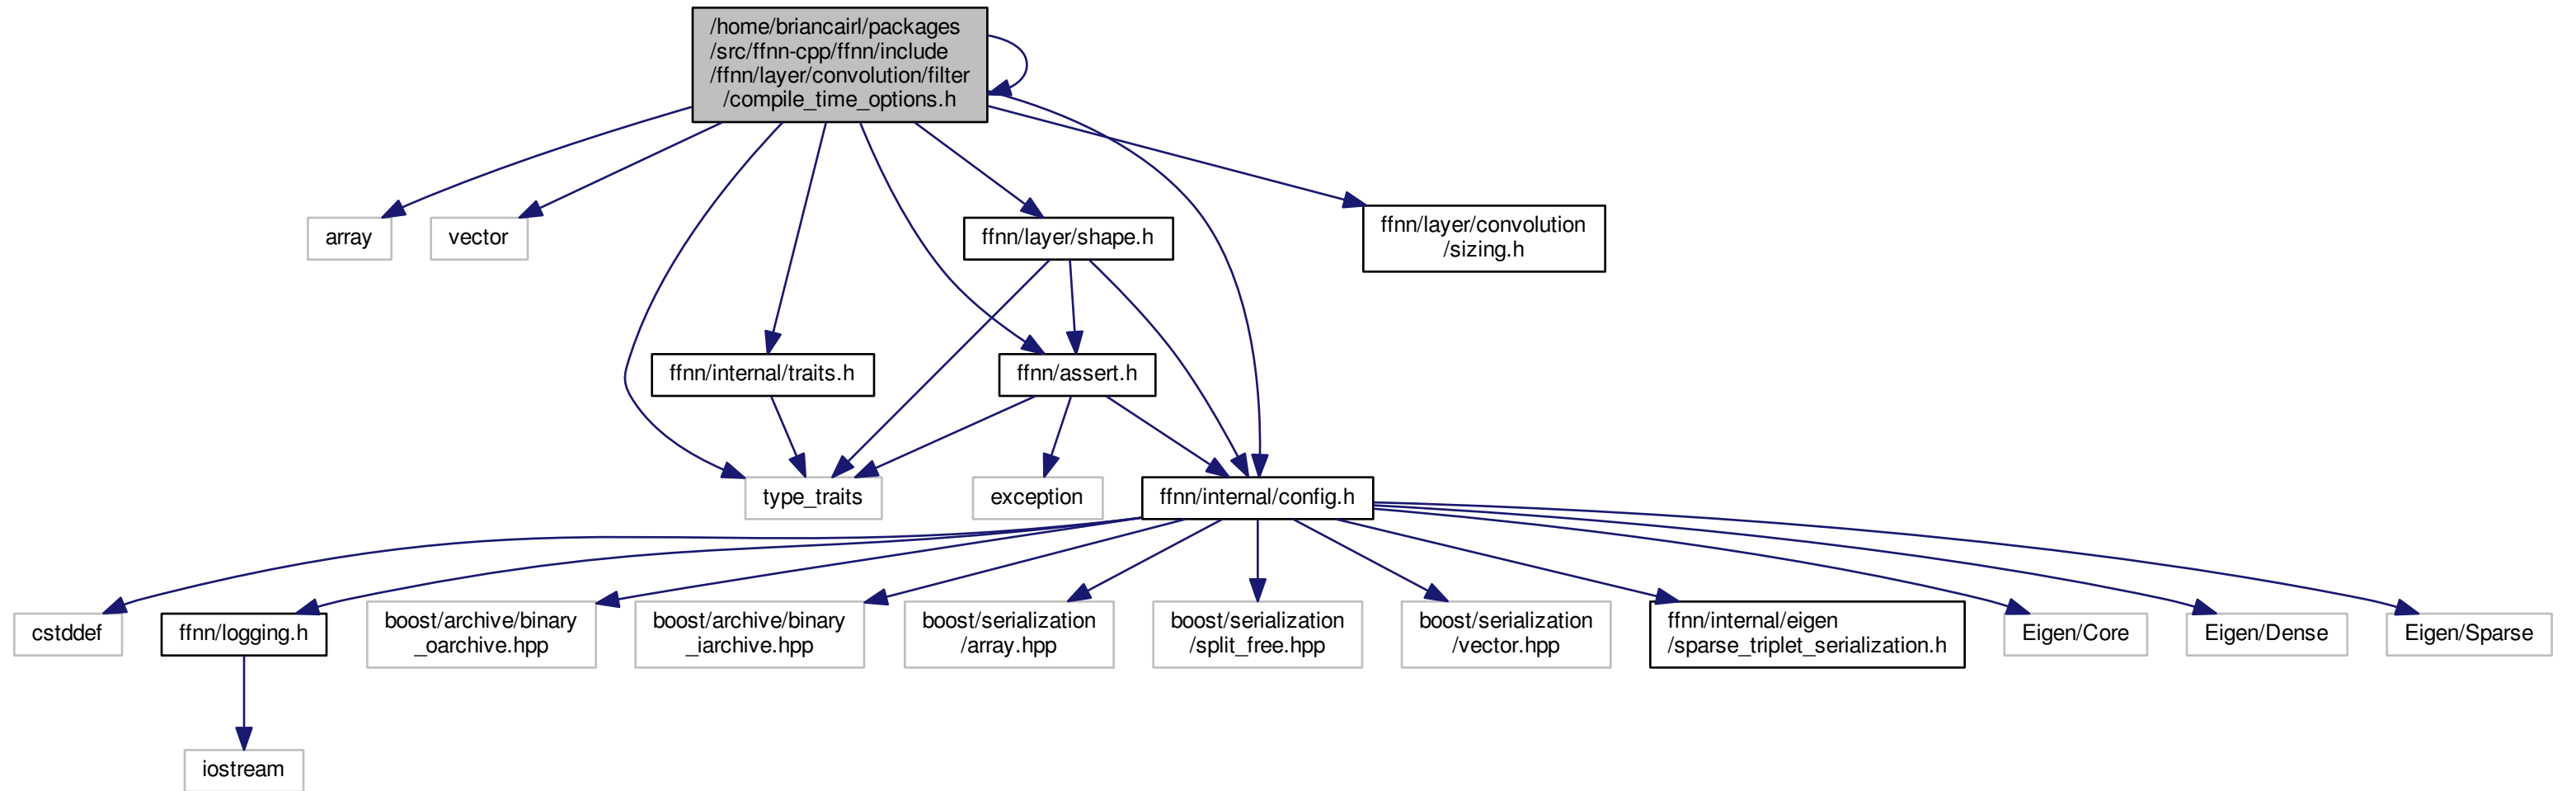 /home/briancairl/packages
/src/ffnn-cpp/ffnn/include
/ffnn/layer/convolution/filter
/compile_time_options.h
array
vector
ffnn/layer/shape.h
ffnn/layer/convolution
/sizing.h
ffnn/internal/traits.h
ffnn/assert.h
type_traits
exception
ffnn/internal/config.h
cstddef
ffnn/logging.h
boost/archive/binary
_oarchive.hpp
boost/archive/binary
_iarchive.hpp
boost/serialization
/array.hpp
boost/serialization
/split_free.hpp
boost/serialization
/vector.hpp
ffnn/internal/eigen
/sparse_triplet_serialization.h
Eigen/Core
Eigen/Dense
Eigen/Sparse
iostream